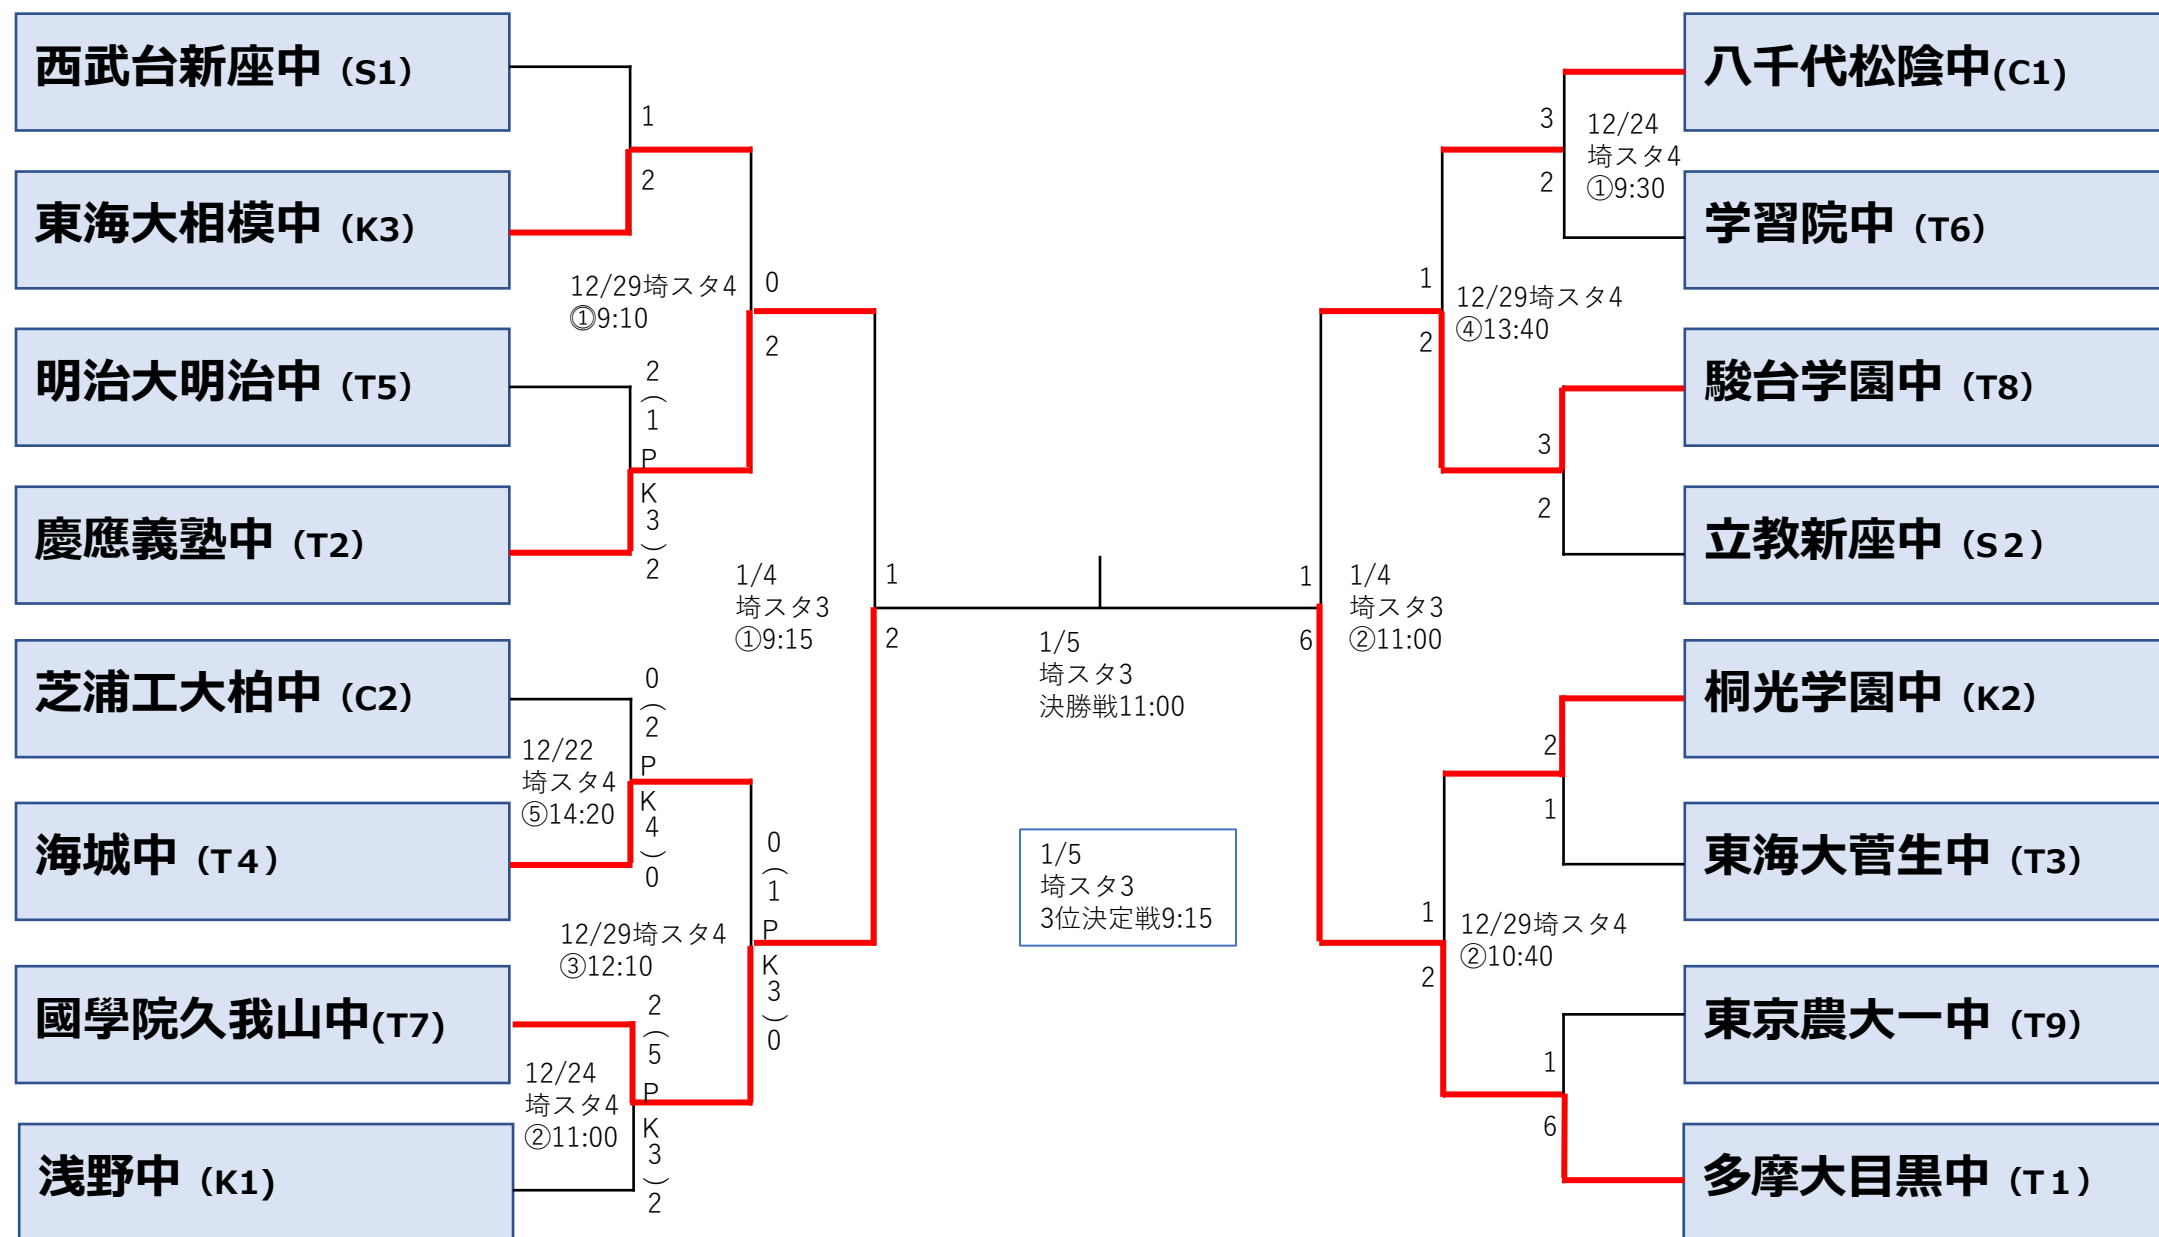 西武台新座中（S1）
東海大相模中（K3）
明治大明治中（T5）
慶應義塾中（T2）
芝浦工大柏中（C2）
海城中（T４）
國學院久我山中(T7)
浅野中（K1）
1
2
12/29埼スタ4
①9:10
2（1PK3）2
0
2
12/22
埼スタ4
⑤14:20
0（2PK4）0
12/29埼スタ4
③12:10
12/24
埼スタ4
②11:00
2（5PK3）2
0（1PK3）0
1/4
埼スタ3
①9:15
1
2
1/5
埼スタ3
決勝戦11:00
1/5
埼スタ3
3位決定戦9:15
1
6
1/4
埼スタ3
②11:00
1
2
12/29埼スタ4
④13:40
3
2
12/24
埼スタ4
①9:30
3
2
2
1
1
2
12/29埼スタ4
②10:40
1
6
八千代松陰中(C1)
学習院中（T6）
駿台学園中（T8）
立教新座中（S２）
桐光学園中（K2）
東海大菅生中（T3）
東京農大一中（T9）
多摩大目黒中（T１）